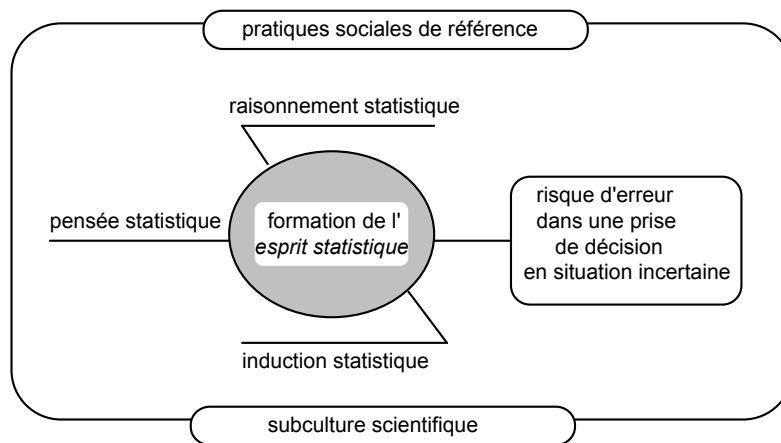 pratiques sociales de référence
raisonnement statistique
pensée statistique
formation de l'
esprit statistique
risque d'erreur
dans une prise
de décision
en situation incertaine
induction statistique
subculture scientifique